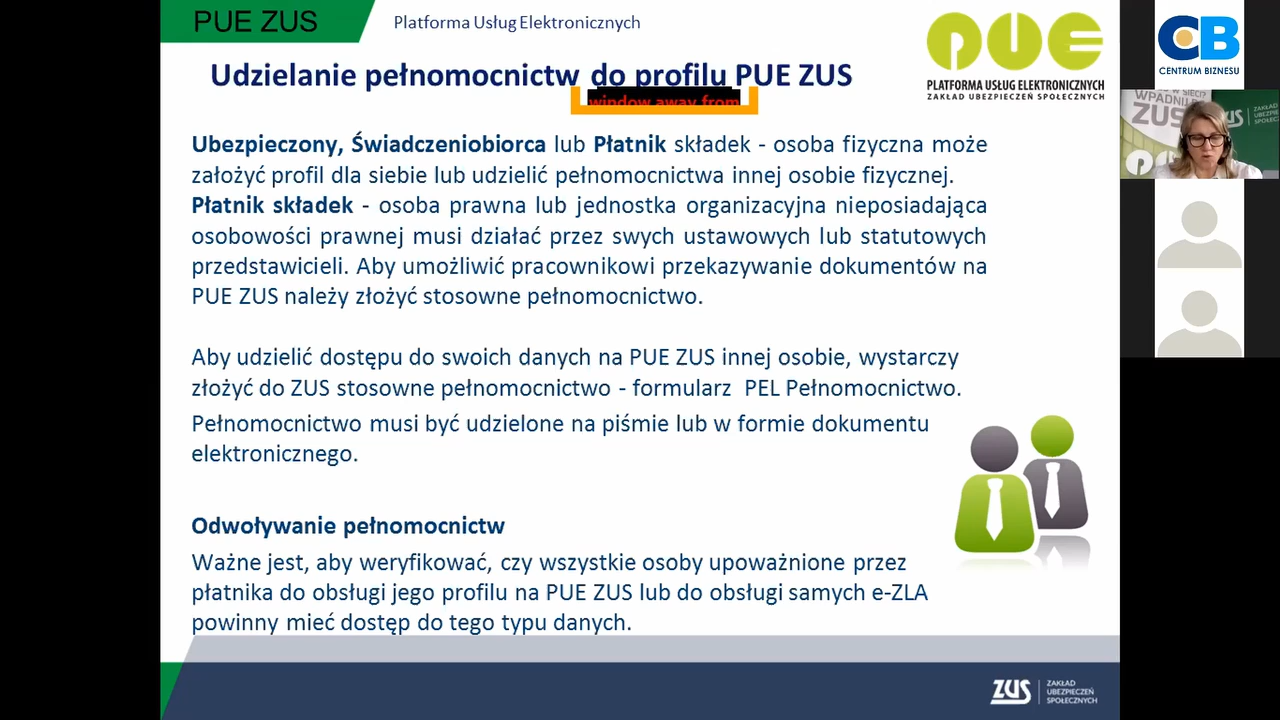 PUE ZUS
Platforma Usług Elektronicznych
PUE
PLATFORMA USŁUG ELEKTRONICZNYCH
ZAKŁAD UBEZPIECZEŃ SPOŁECZNYCH
Udzielanie pełnomocnictw do profilu PUE ZUS
window away from
Ubezpieczony, Świadczeniobiorca lub Płatnik składek - osoba fizyczna może
założyć profil dla siebie lub udzielić pełnomocnictwa innej osobie fizycznej.
Płatnik składek - osoba prawna lub jednostka organizacyjna nieposiadająca
osobowości prawnej musi działać przez swych ustawowych lub statutowych
przedstawicieli. Aby umożliwić pracownikowi przekazywanie dokumentów na
PUE ZUS należy złożyć stosowne pełnomocnictwo.
Aby udzielić dostępu do swoich danych na PUE ZUS innej osobie, wystarczy
złożyć do ZUS stosowne pełnomocnictwo - formularz PEL Pełnomocnictwo.
Pełnomocnictwo musi być udzielone na piśmie lub w formie dokumentu
elektronicznego.
Odwoływanie pełnomocnictw
Ważne jest, aby weryfikować, czy wszystkie osoby upoważnione przez
płatnika do obsługi jego profilu na PUE ZUS lub do obsługi samych e-ZLA
powinny mieć dostęp do tego typu danych.
ZUS
ZAKŁAD
UBEZPIECZEŃ
SPOŁECZNYCH
CB
CENTRUM BIZNESU
WPADNIJ
ZUS